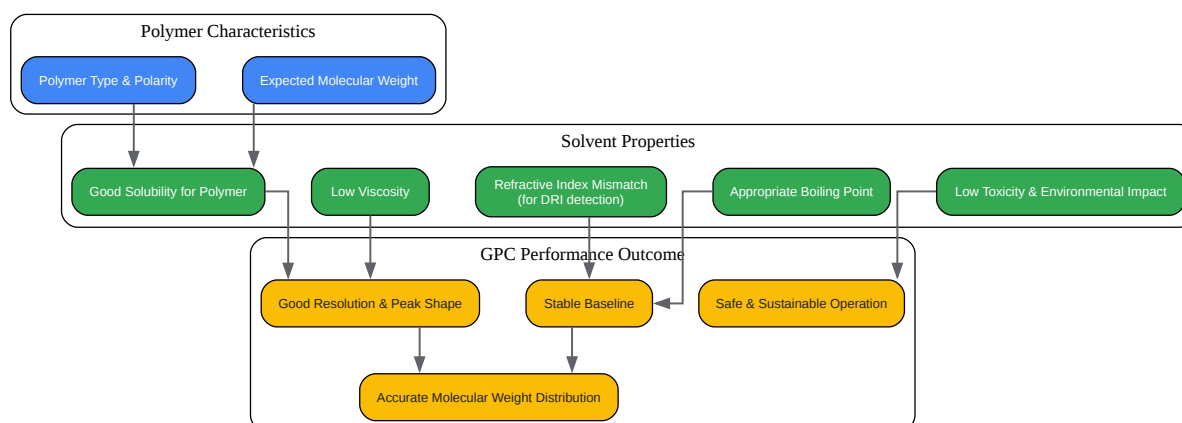 Polymer Characteristics
Polymer Type & Polarity
Expected Molecular Weight
Solvent Properties
Good Solubility for Polymer
Low Viscosity
Refractive Index Mismatch
(for DRI detection)
Appropriate Boiling Point
Low Toxicity & Environmental Impact
GPC Performance Outcome
Good Resolution & Peak Shape
Stable Baseline
Safe & Sustainable Operation
Accurate Molecular Weight Distribution